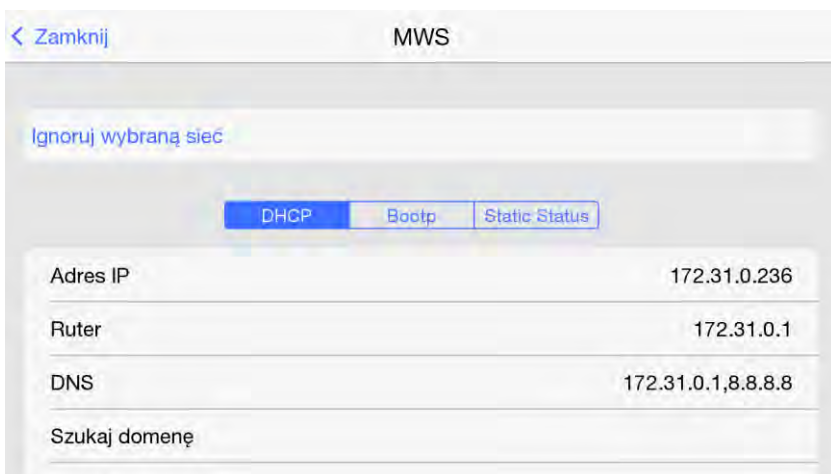 Zamknij MWS
Ignoruj wybraną sieć
DHCP Bootp Static Status
Adres IP 172.31.0.236
Ruter 172.31.0.1
DNS 172.31.0.1,8.8.8.8
Szukaj domenę